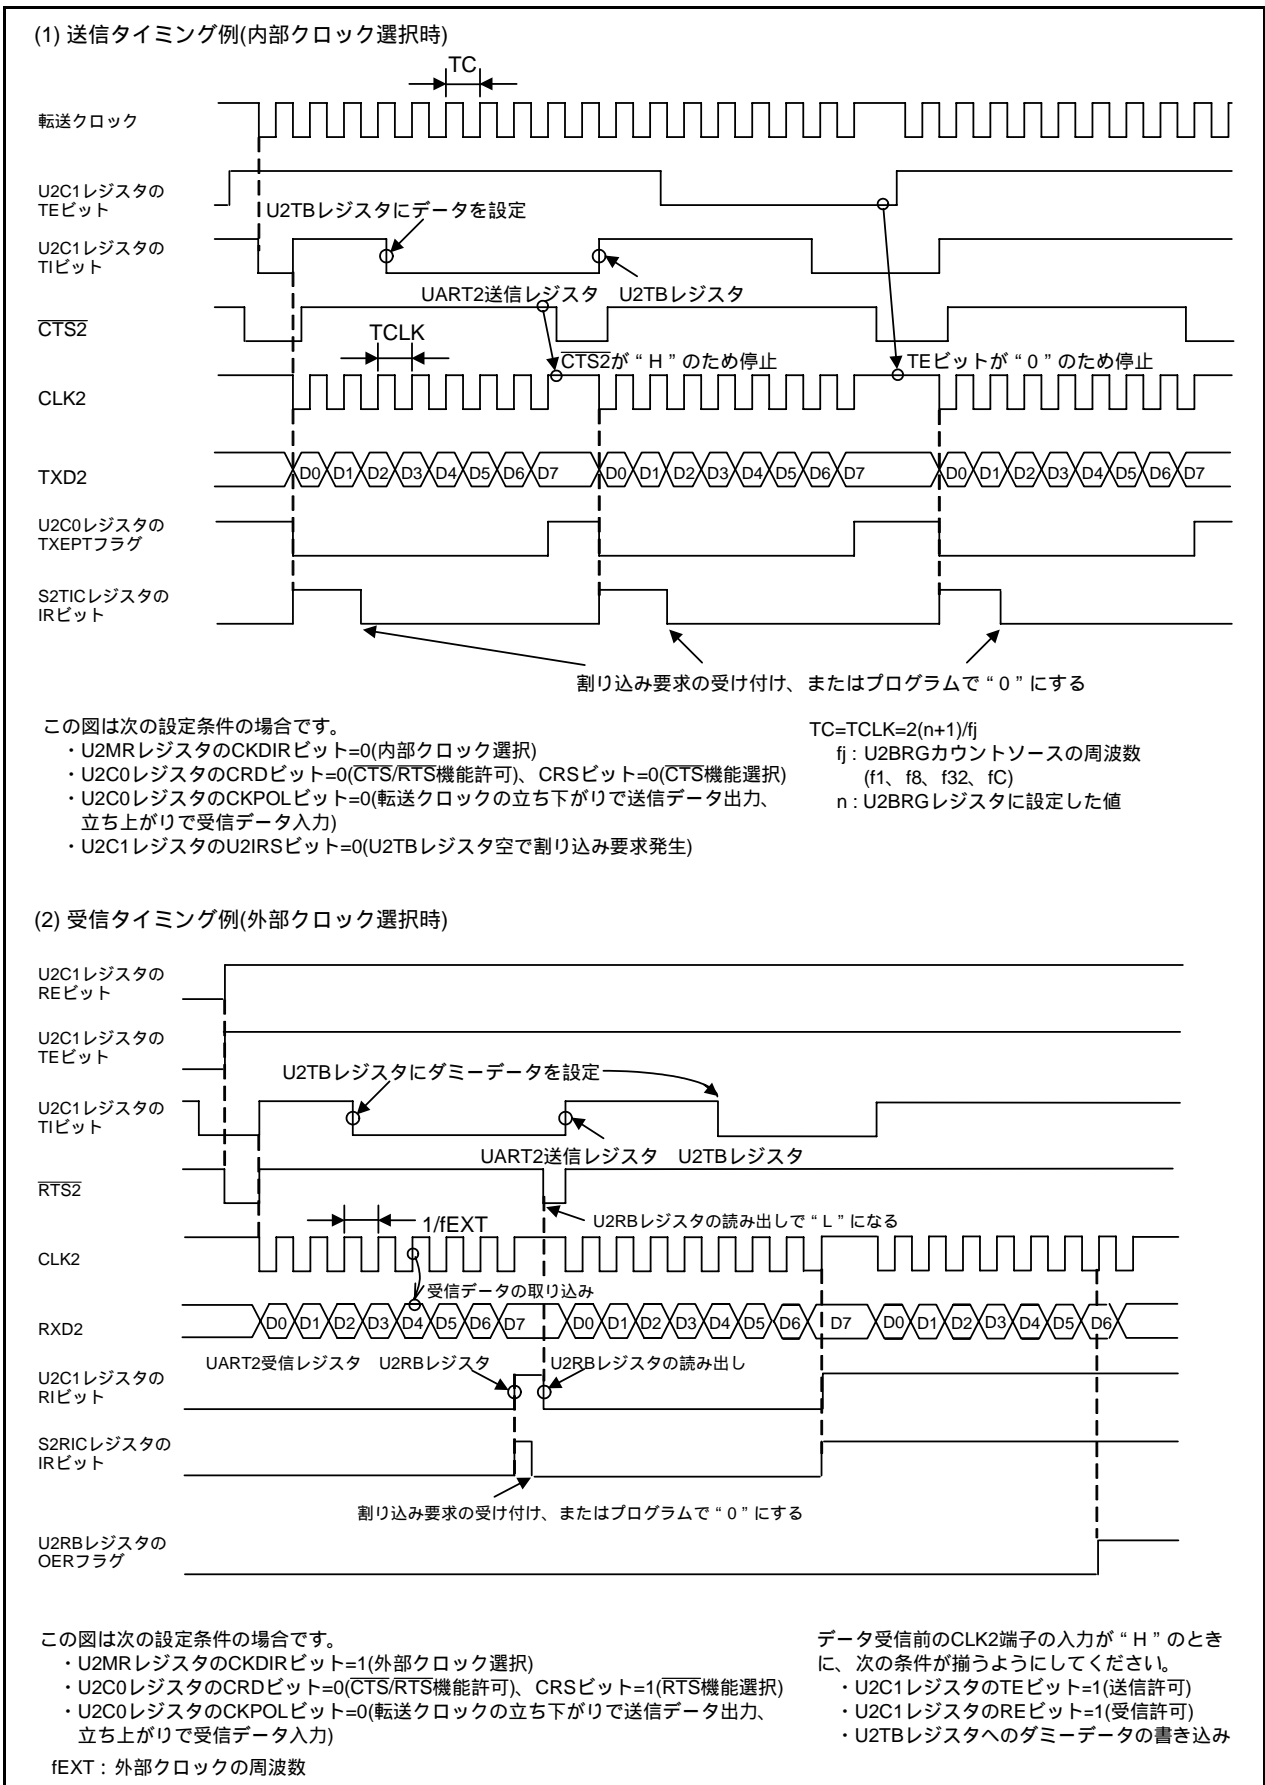 (1) 送信タイミング例(内部クロック選択時)
TC
転送クロック
U2C1レジスタの
TEビット
U2TBレジスタにデータを設定
U2C1レジスタの
TIビット
UART2送信レジスタ　U2TBレジスタ
CTS2
TCLK
CTS2が“H”のため停止
TEビットが“0”のため停止
CLK2
TXD2
D0 D1 D2 D3 D4 D5 D6 D7 D0 D1 D2 D3 D4 D5 D6 D7 D0 D1 D2 D3 D4 D5 D6 D7
U2C0レジスタの
TXEPTフラグ
S2TICレジスタの
IRビット
割り込み要求の受け付け、またはプログラムで“0”にする
この図は次の設定条件の場合です。
・U2MRレジスタのCKDIRビット=0(内部クロック選択)
・U2C0レジスタのCRDビット=0(CTS/RTS機能許可)、CRSビット=0(CTS機能選択)
・U2C0レジスタのCKPOLビット=0(転送クロックの立ち下がりで送信データ出力、
立ち上がりで受信データ入力)
・U2C1レジスタのU2IRSビット=0(U2TBレジスタ空で割り込み要求発生)
TC=TCLK=2(n+1)/fj
fj : U2BRGカウントソースの周波数
(f1、f8、f32、fC)
n : U2BRGレジスタに設定した値
(2) 受信タイミング例(外部クロック選択時)
U2C1レジスタの
REビット
U2C1レジスタの
TEビット
U2TBレジスタにダミーデータを設定
U2C1レジスタの
TIビット
UART2送信レジスタ　U2TBレジスタ
RTS2
U2RBレジスタの読み出しで“L”になる
1/fEXT
CLK2
受信データの取り込み
RXD2
D0 D1 D2 D3 D4 D5 D6 D7 D0 D1 D2 D3 D4 D5 D6 D7 D0 D1 D2 D3 D4 D5 D6
UART2受信レジスタ　U2RBレジスタ
U2RBレジスタの読み出し
U2C1レジスタの
RIビット
S2RICレジスタの
IRビット
割り込み要求の受け付け、またはプログラムで“0”にする
U2RBレジスタの
OERフラグ
この図は次の設定条件の場合です。
・U2MRレジスタのCKDIRビット=1(外部クロック選択)
・U2C0レジスタのCRDビット=0(CTS/RTS機能許可)、CRSビット=1(RTS機能選択)
・U2C0レジスタのCKPOLビット=0(転送クロックの立ち下がりで送信データ出力、
立ち上がりで受信データ入力)
fEXT : 外部クロックの周波数
データ受信前のCLK2端子の入力が“H”のとき
に、次の条件が揃うようにしてください。
・U2C1レジスタのTEビット=1(送信許可)
・U2C1レジスタのREビット=1(受信許可)
・U2TBレジスタへのダミーデータの書き込み